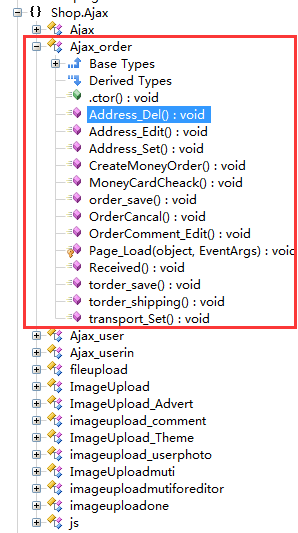 Shop.Ajax
Ajax
Ajax_order
Base Types
Derived Types
.ctor() : void
Address_Del() : void
Address_Edit() : void
Address_Set() : void
CreateMoneyOrder() : void
MoneyCardCheack() : void
order_save() : void
OrderCancal() : void
OrderComment_Edit() : void
Page_Load(object, EventArgs) : void
Received() : void
torder_save() : void
torder_shipping() : void
transport_Set() : void
Ajax_user
Ajax_userin
fileupload
ImageUpload
ImageUpload_Advert
imageupload_comment
ImageUpload_Theme
imageupload_userphoto
ImageUploadmuti
imageuploadmutiforeditor
imageuploadone
js